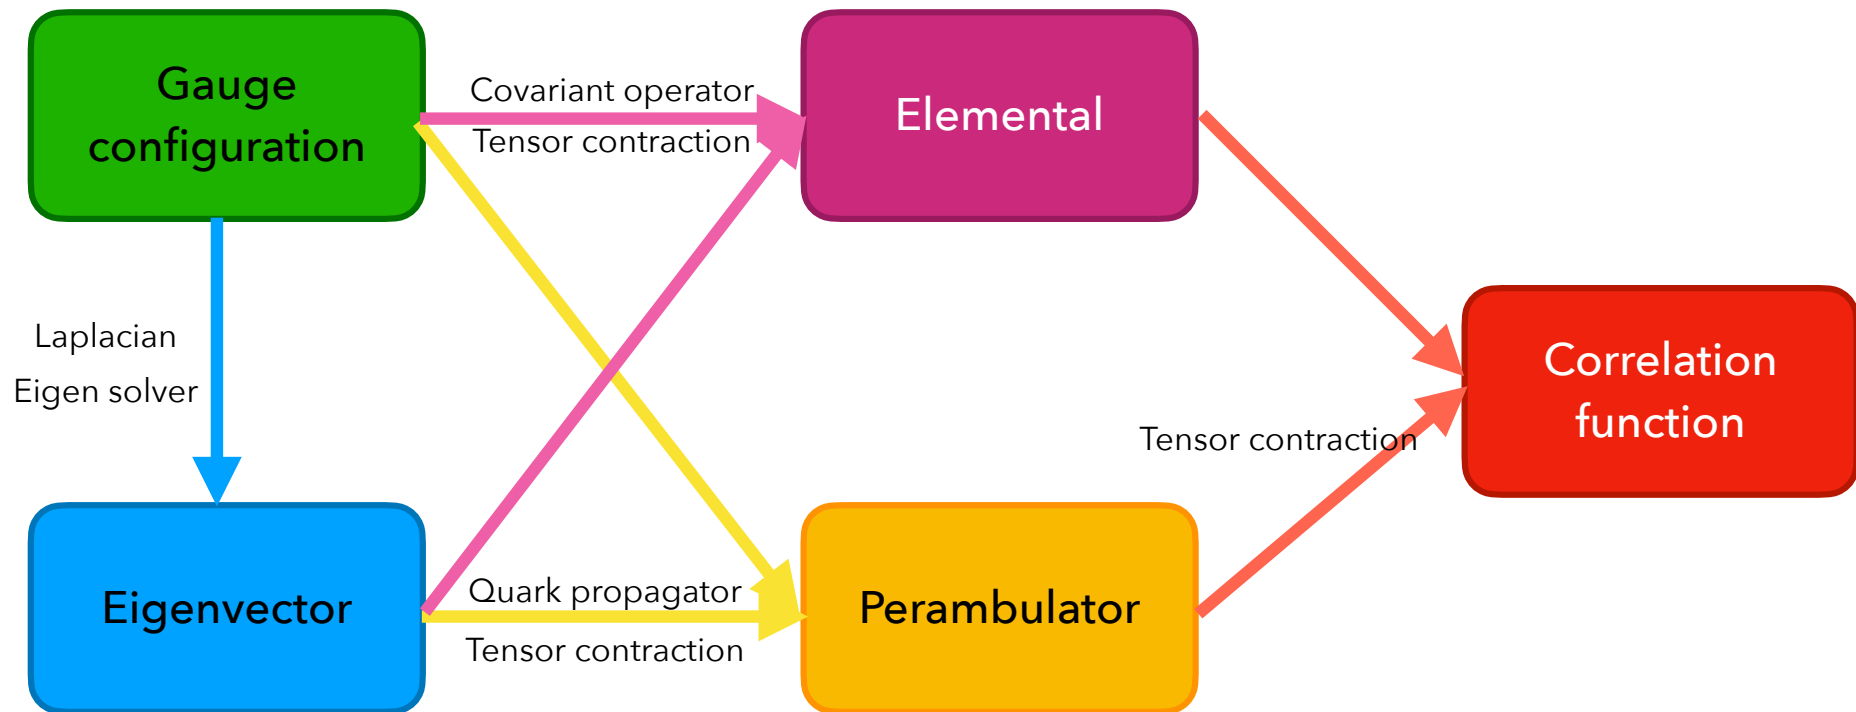 Gauge
configuration
Covariant operator
Tensor contraction
Elemental
Laplacian
Eigen solver
Correlation
function
Tensor contraction
Eigenvector
Quark propagator
Tensor contraction
Perambulator